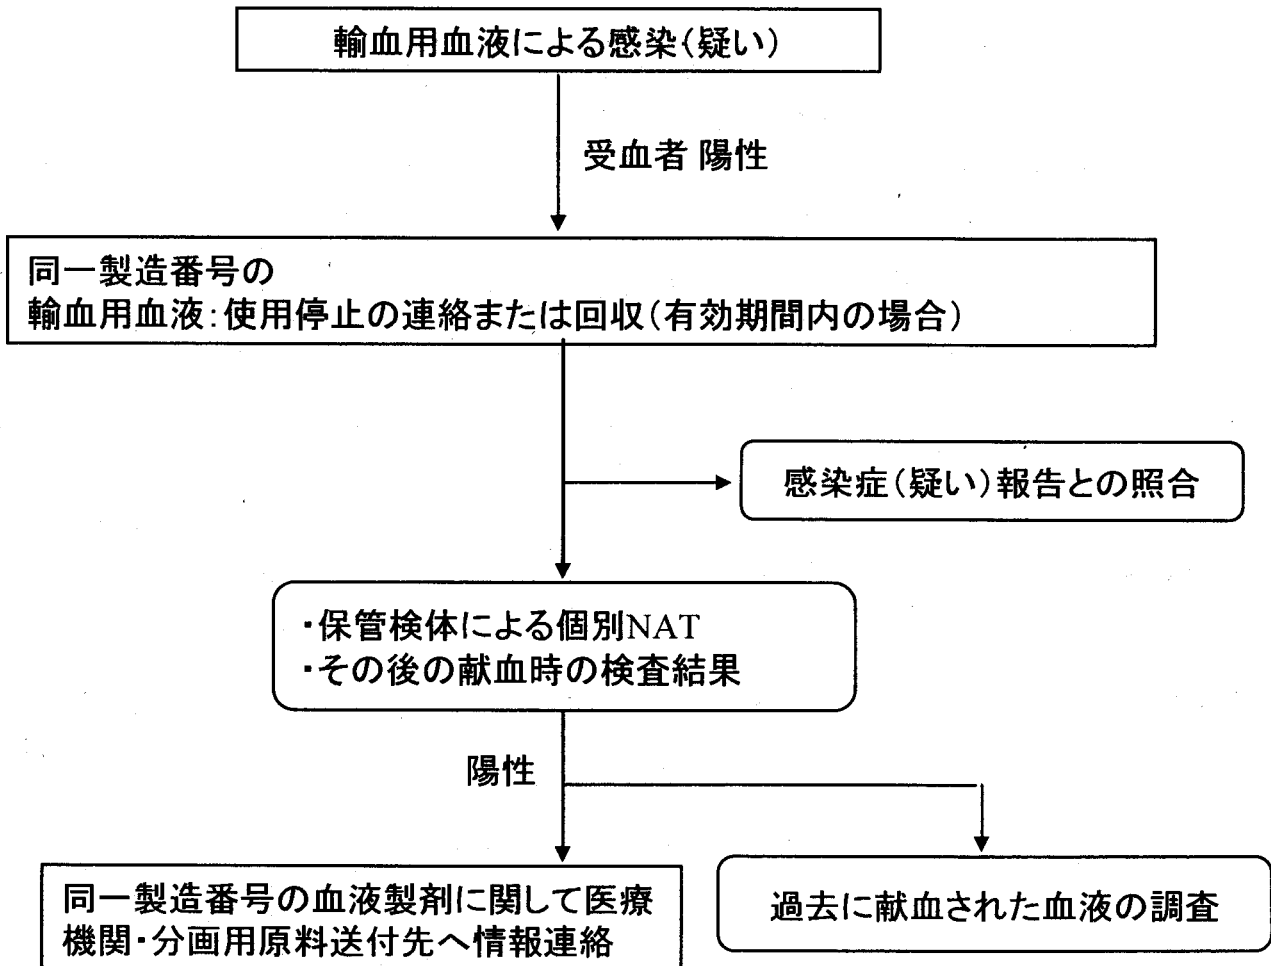 輸血用血液による感染(疑い)
受血者 陽性
同一製造番号の
輸血用血液:使用停止の連絡または回収(有効期間内の場合)
感染症(疑い)報告との照合
・保管検体による個別NAT
・その後の献血時の検査結果
陽性
同一製造番号の血液製剤に関して医療
機関・分画用原料送付先へ情報連絡
過去に献血された血液の調査